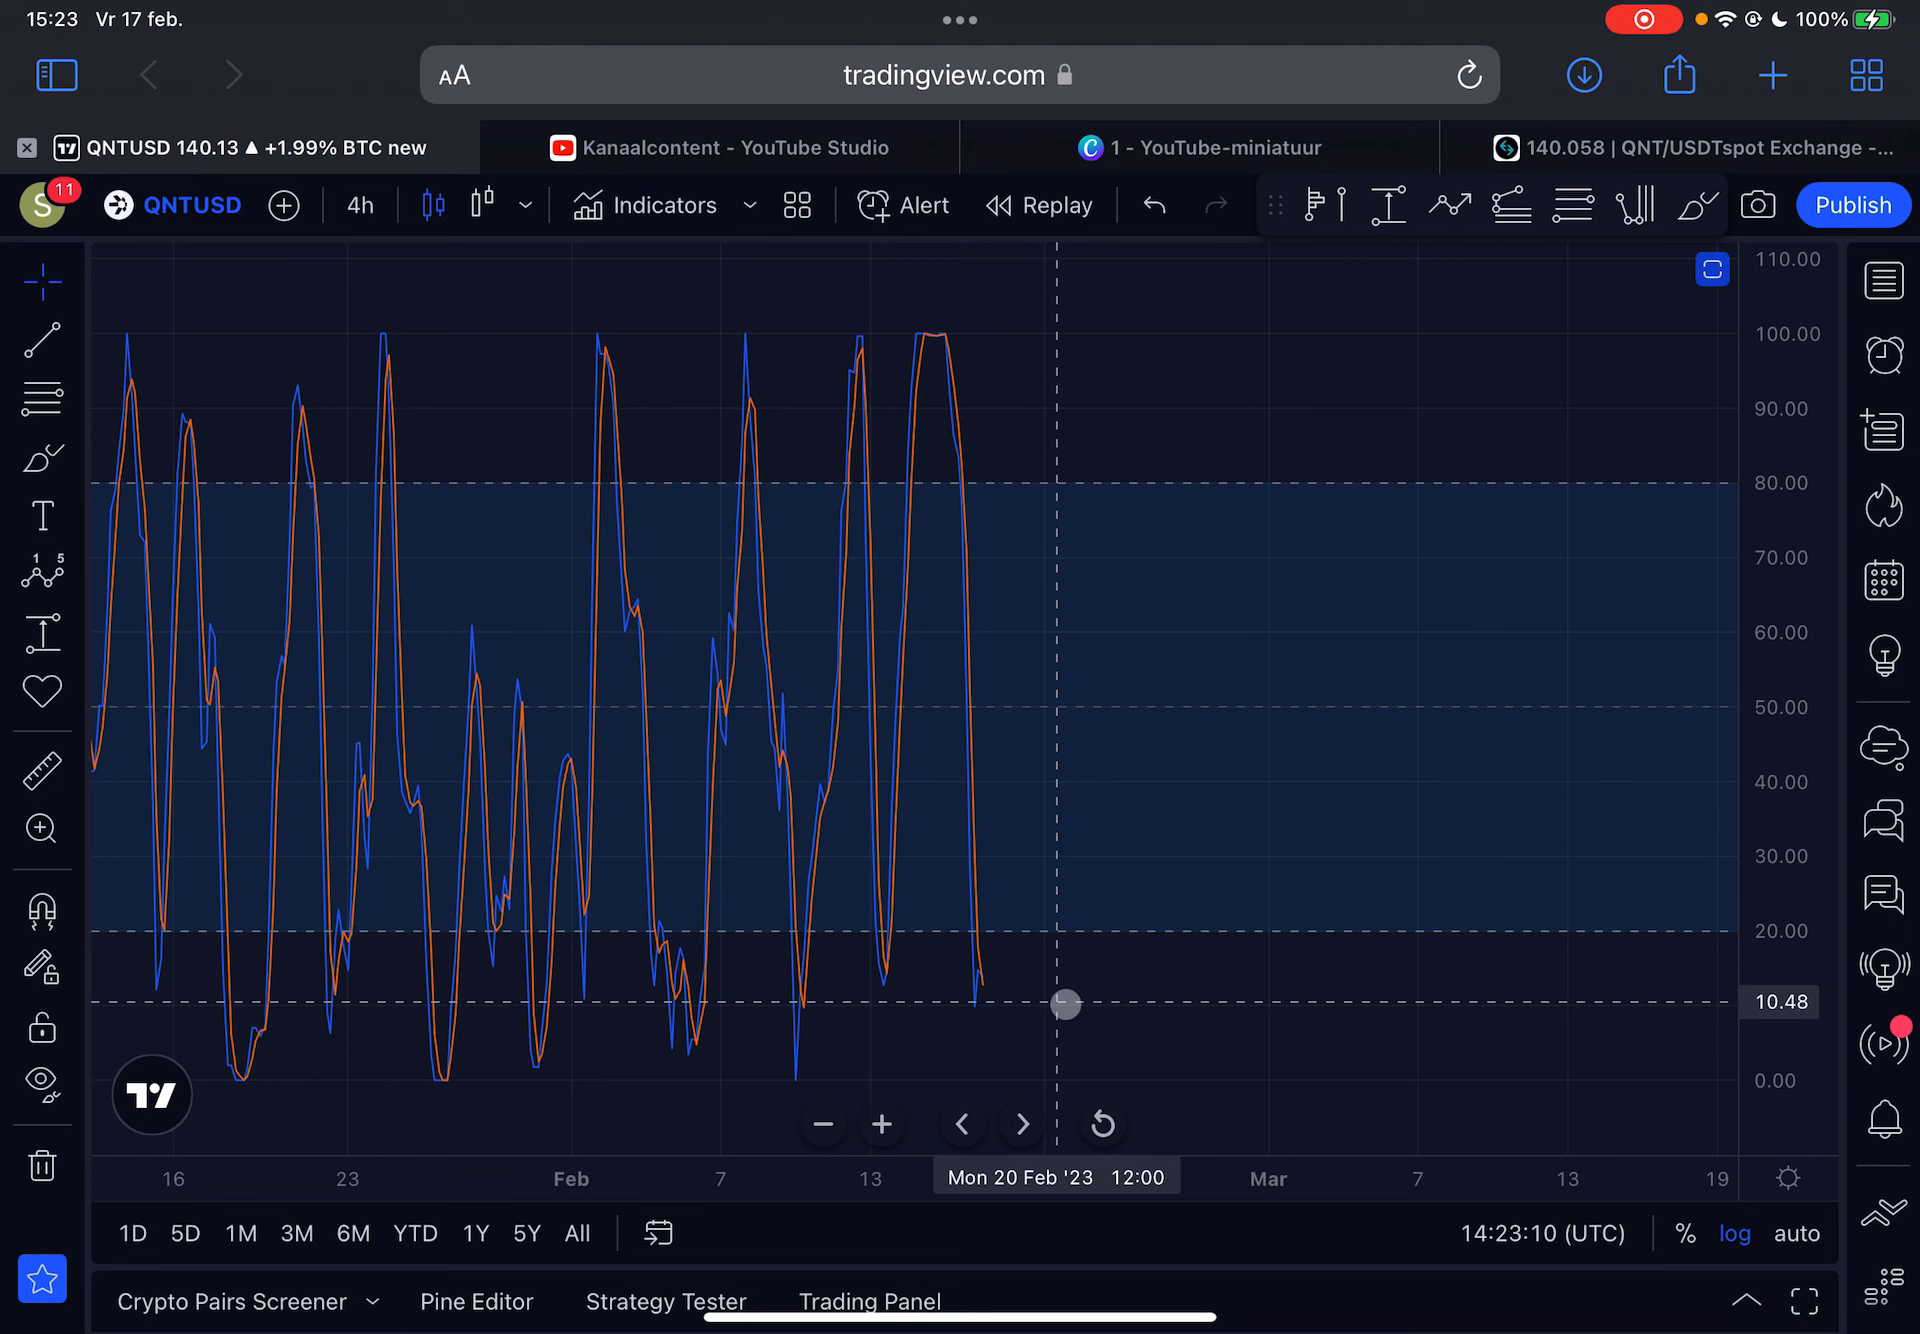 15:23 Vr 17 feb.
100%
AA
tradingview.com
QNTUSD 140.13 ▲ +1.99% BTC new
Kanaalcontent - YouTube Studio
1 - YouTube-miniatuur
140.058 | QNT/USDTspot Exchange -...
S
11
QNTUSD
4h
Indicators
Alert
Replay
Publish
110.00
100.00
90.00
80.00
70.00
60.00
50.00
40.00
30.00
20.00
10.48
0.00
T
1 5
16
23
Feb
7
13
Mon 20 Feb '23 12:00
Mar
7
13
19
1D 5D 1M 3M 6M YTD 1Y 5Y All
14:23:10 (UTC)
% log auto
Crypto Pairs Screener
Pine Editor
Strategy Tester
Trading Panel